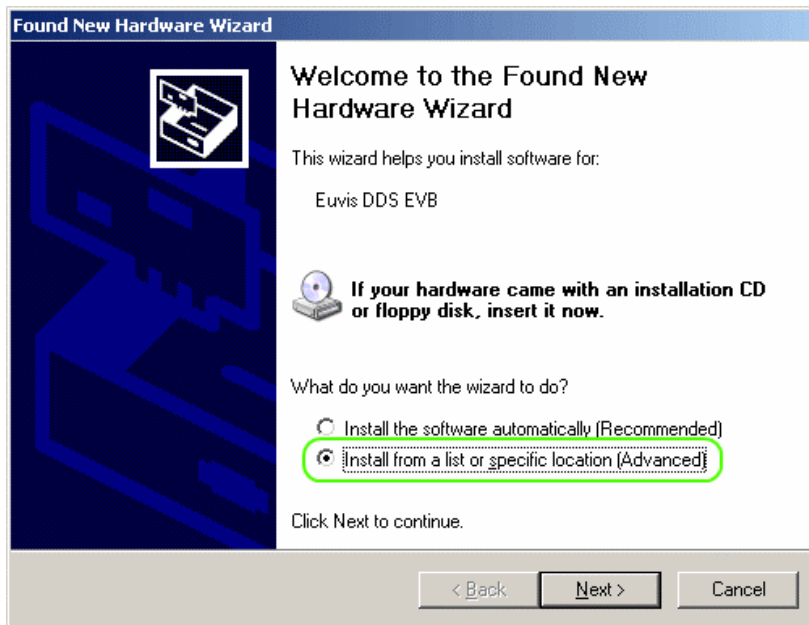 Found New Hardware Wizard
Welcome to the Found New
Hardware Wizard
This wizard helps you install software for:
Euvis DDS EVB
If your hardware came with an installation CD
or floppy disk, insert it now.
What do you want the wizard to do?
Install the software automatically (Recommended)
Install from a list or specific location (Advanced)
Click Next to continue.
< Back Next > Cancel